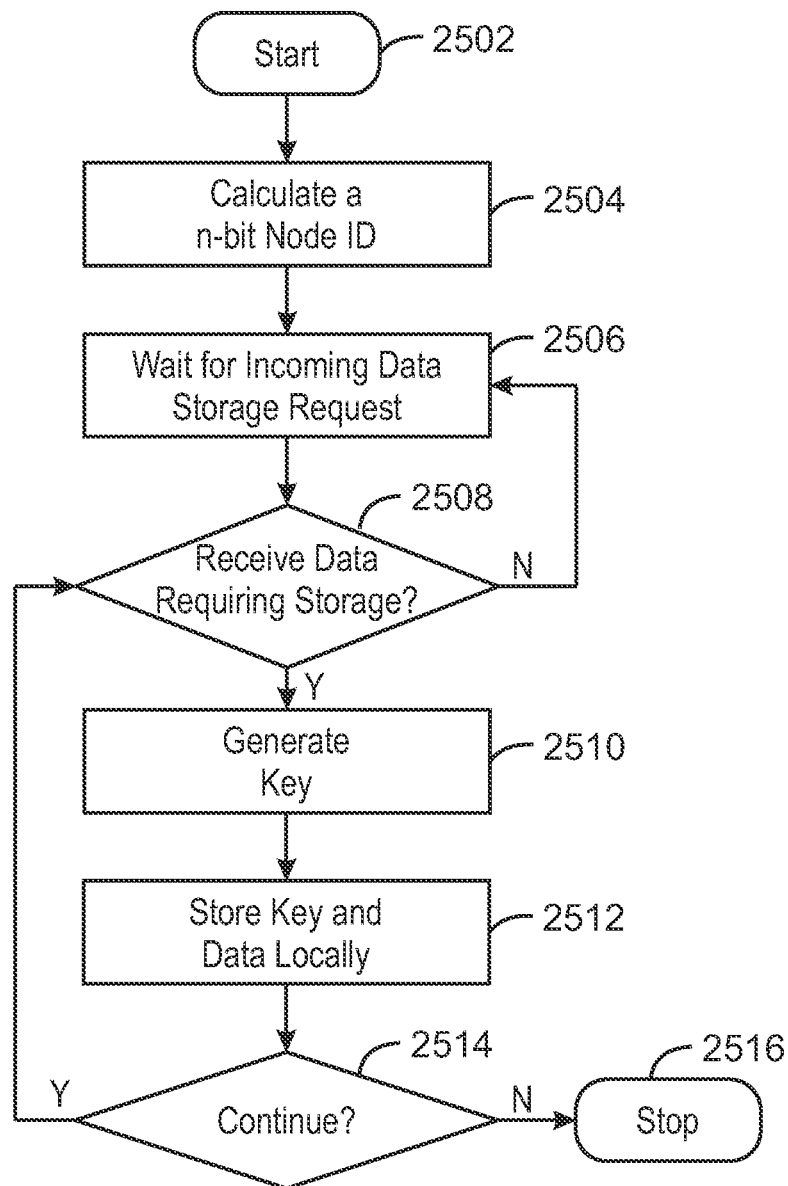 Start
2502
Calculate a
n-bit Node ID
2504
Wait for Incoming Data
Storage Request
2506
2508
Receive Data
Requiring Storage?
N
Y
Generate
Key
2510
Store Key and
Data Locally
2512
2514
Y
Continue?
N
2516
Stop